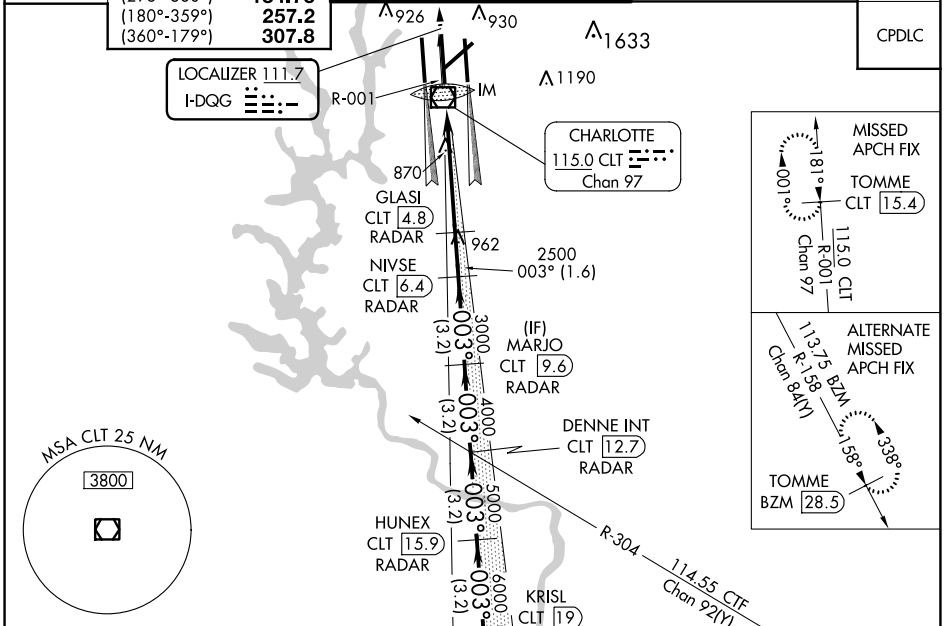 (180°-359°) 257.2
(360°-179°) 307.8
926
930
1633
1190
CPDLC
LOCALIZER 111.7
I-DQG
R-001
IM
CHARLOTTE
115.0 CLT
Chan 97
870
GLASI
CLT 4.8
RADAR
962
NIVSE
CLT 6.4
RADAR
2500
003° (1.6)
003°
3000
(3.2)
(IF)
MARJO
CLT 9.6
RADAR
003°
4000
(3.2)
DENNE INT
CLT 12.7
RADAR
003°
5000
(3.2)
HUNEX
CLT 15.9
RADAR
003°
6000
(3.2)
KRISL
CLT 19
R-304
114.55 CTF
Chan 92(Y)
MSA CLT 25 NM
3800
MISSED
APCH FIX
TOMME
CLT 15.4
181°
001°
115.0 CLT
R-001
Chan 97
ALTERNATE
MISSED
APCH FIX
113.75 BZM
R-158
Chan 84(Y)
158°
338°
TOMME
BZM 28.5